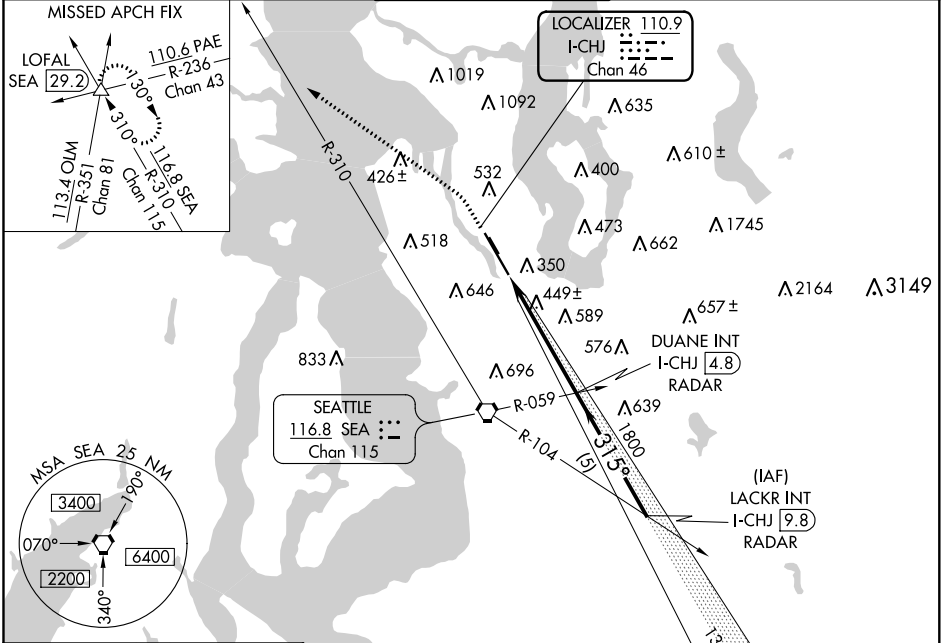 MISSED APCH FIX
LOFAL
SEA 29.2
110.6 PAE
R-236
Chan 43
130°
310°
113.4 OLM
R-351
Chan 81
116.8 SEA
R-310
Chan 115
LOCALIZER 110.9
I-CHJ
Chan 46
1019
1092
635
R-310
426±
532
400
610±
518
473
662
1745
350
646
449±
589
657±
2164
3149
833
696
576
DUANE INT
I-CHJ 4.8
RADAR
SEATTLE
116.8 SEA
Chan 115
R-059
639
R-104
1800
315°
(5)
(IAF)
LACKR INT
I-CHJ 9.8
RADAR
MSA SEA 25 NM
3400
190°
070°
6400
2200
340°